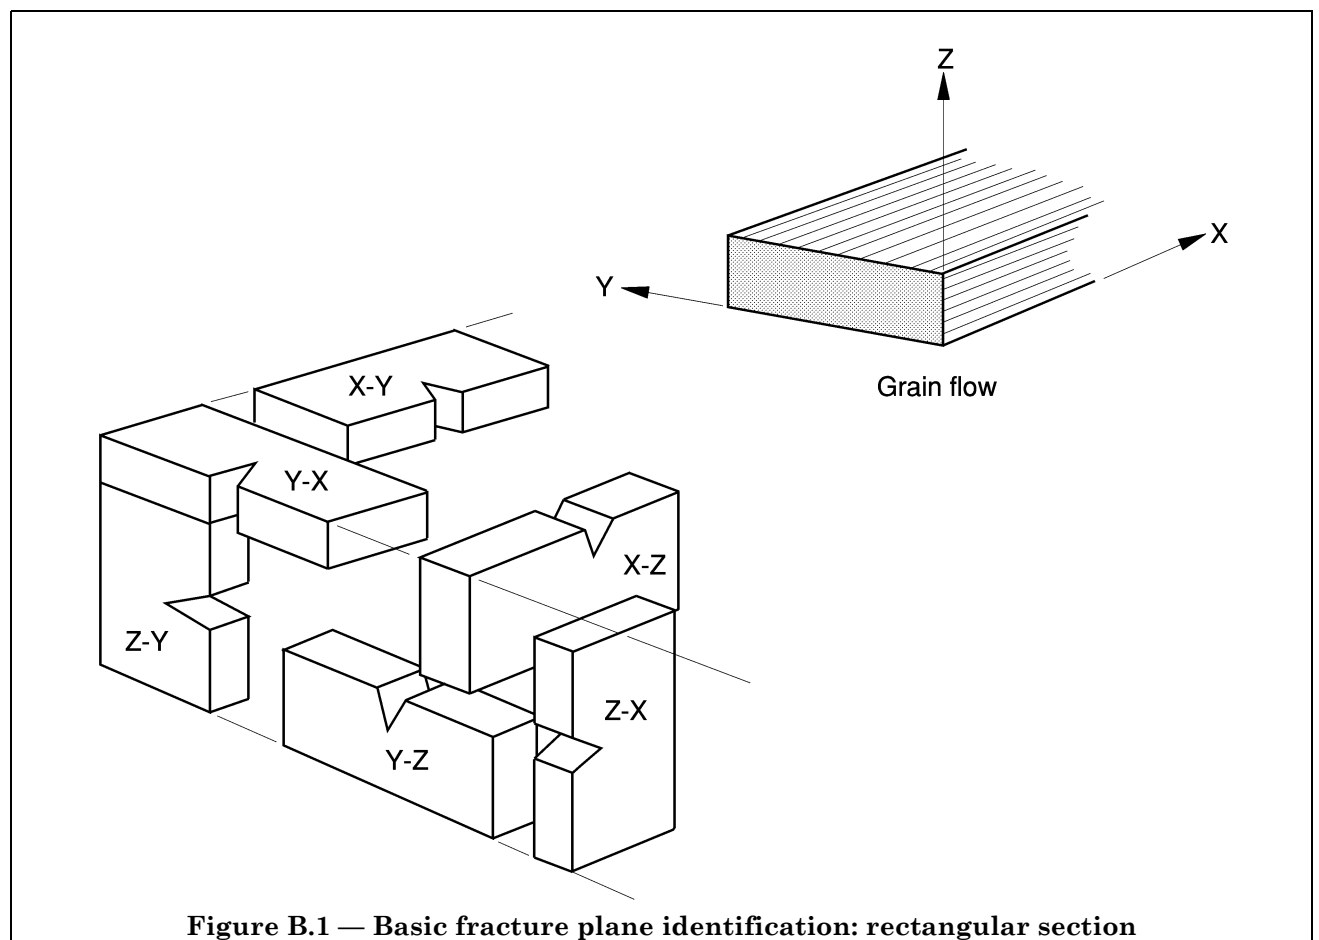 Z
X
Y
Grain flow
X-Y
Y-X
X-Z
Z-Y
Z-X
Y-Z
Figure B.1 — Basic fracture plane identification: rectangular section